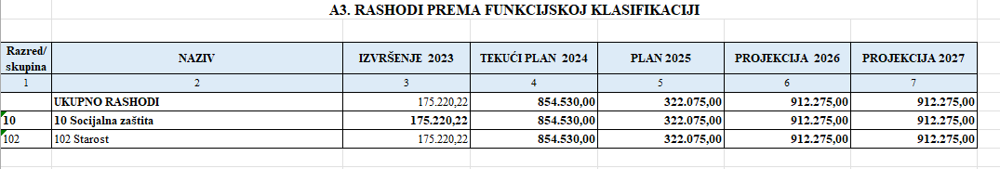 A3. RASHODI PREMA FUNKCIJSKOJ KLASIFIKACIJI
Razred/ skupina NAZIV IZVRŠENJE 2023 TEKUĆI PLAN 2024 PLAN 2025 PROJEKCIJA 2026 PROJEKCIJA 2027
1 2 3 4 5 6 7
UKUPNO RASHODI 175.220,22 854.530,00 322.075,00 912.275,00 912.275,00
10 10 Socijalna zaštita 175.220,22 854.530,00 322.075,00 912.275,00 912.275,00
102 102 Starost 175.220,22 854.530,00 322.075,00 912.275,00 912.275,00